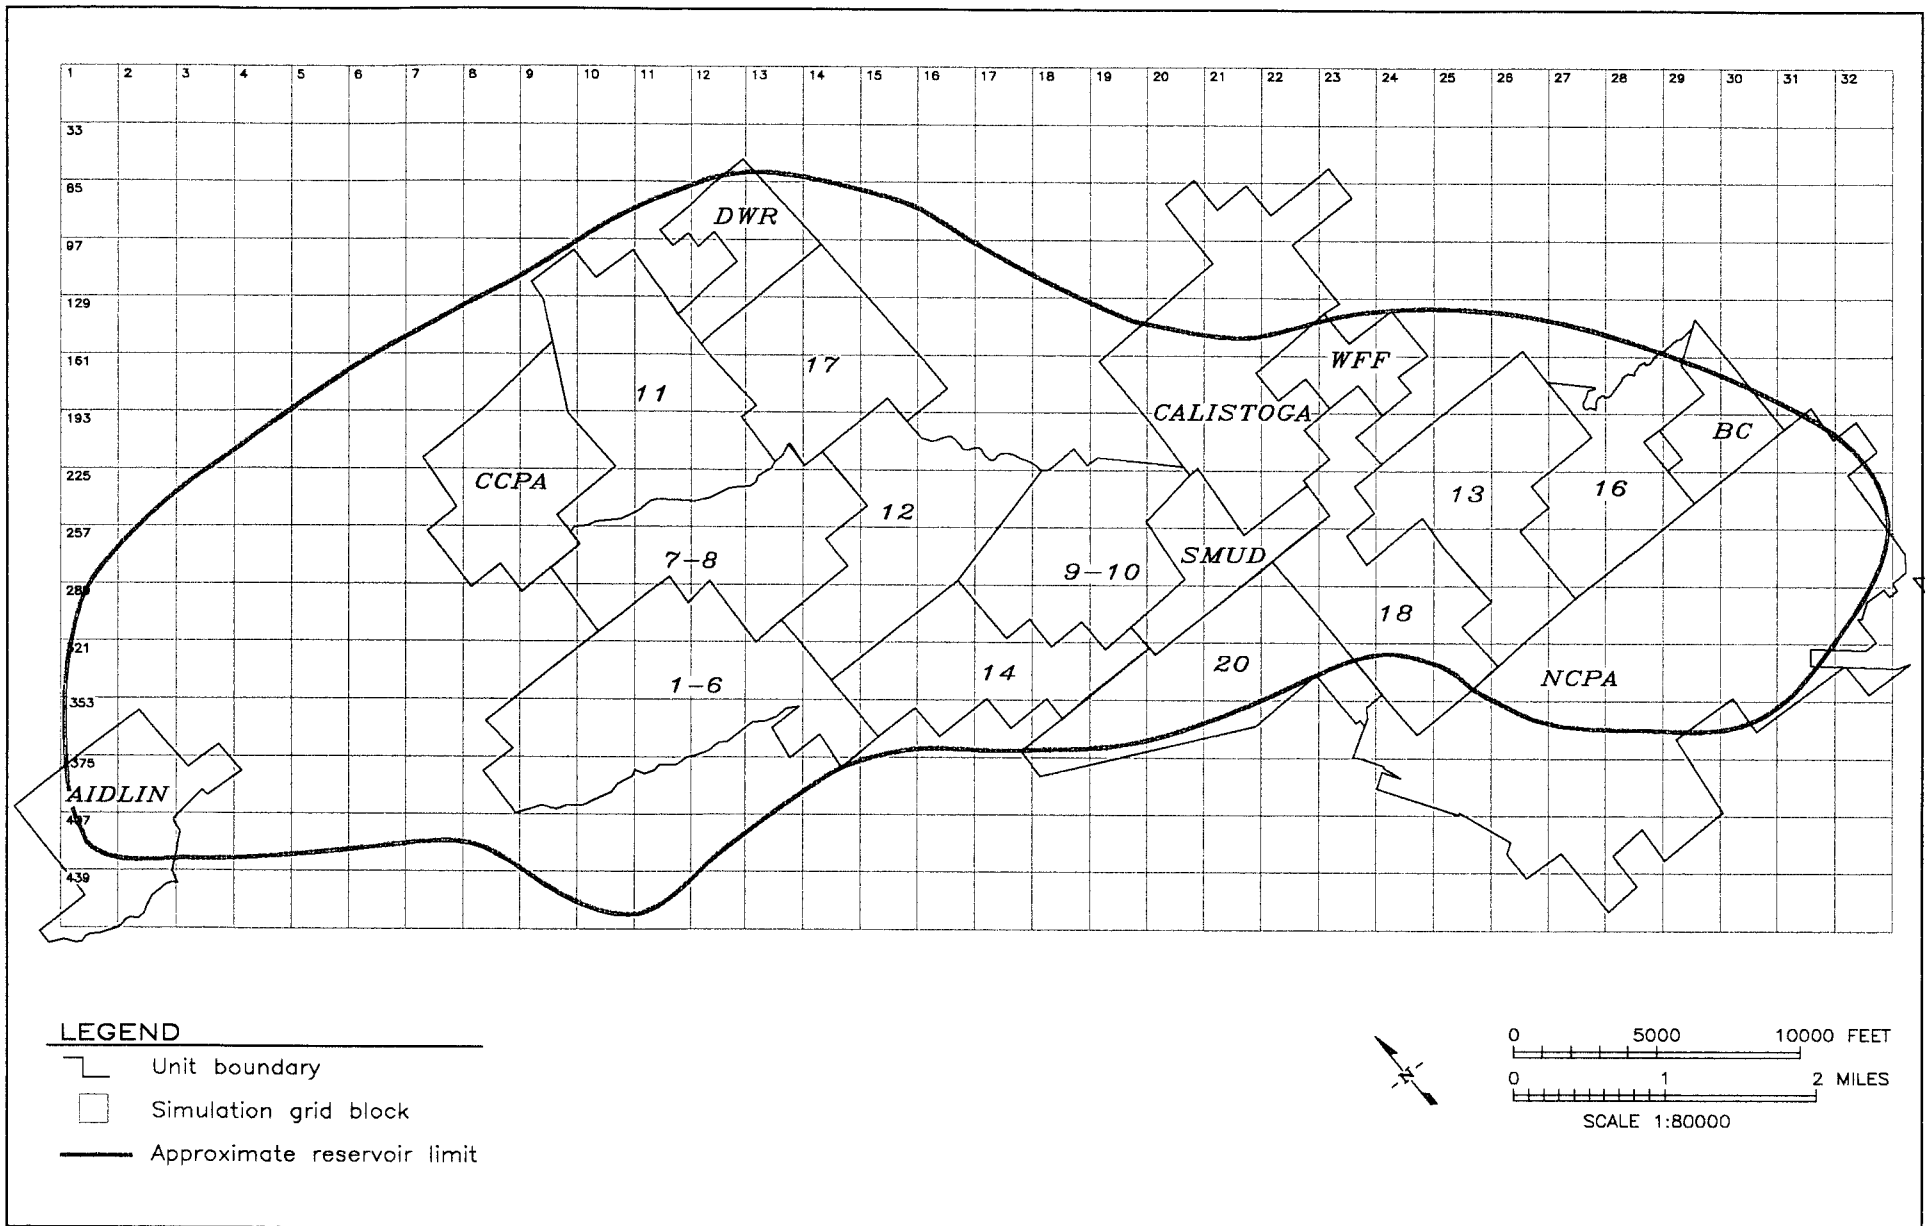 1 2 3 4 5 6 7 8 9 10 11 12 13 14 15 16 17 18 19 20 21 22 23 24 25 26 27 28 29 30 31 32
33
65
DWR
97
129
161
WFF
17
11
193
CALISTOGA
BC
225
CCPA
13
16
12
257
7-8
SMUD
9-10
289
18
321
20
14
1-6
NCPA
353
375
AIDLIN
407
439
LEGEND
Unit boundary
Simulation grid block
Approximate reservoir limit
N
0 5000 10000 FEET
0 1 2 MILES
SCALE 1:80000